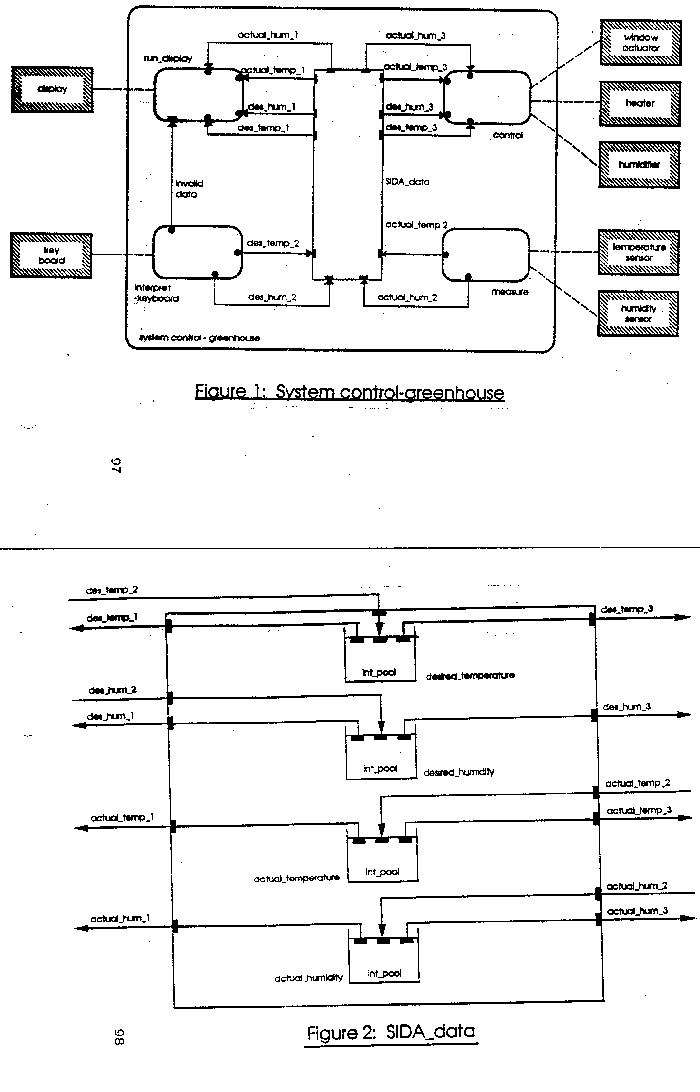 actual_hum_1
actual_hum_3
window
actuator
run_display
actual_temp_1
actual_temp_3
display
heater
des_hum_1
des_hum_3
des_temp_1
des_temp_3
control
humidifier
invalid
data
SIDA_data
actual_temp 2
key
board
des_temp_2
temperature
sensor
interpret
-keyboard
des_hum_2
actual_hum_2
measure
humidity
sensor
system control - greenhouse
Figure 1: System control-greenhouse
97
des_temp_2
des_temp_1
des_temp_3
int_pool
desired_temperature
des_hum_2
des_hum_1
des_hum_3
int_pool
desired_humidity
actual_temp_2
actual_temp_1
actual_temp_3
actual_temperature
int_pool
actual_hum_2
actual_hum_1
actual_hum_3
actual_humidity
int_pool
98
Figure 2: SIDA_data